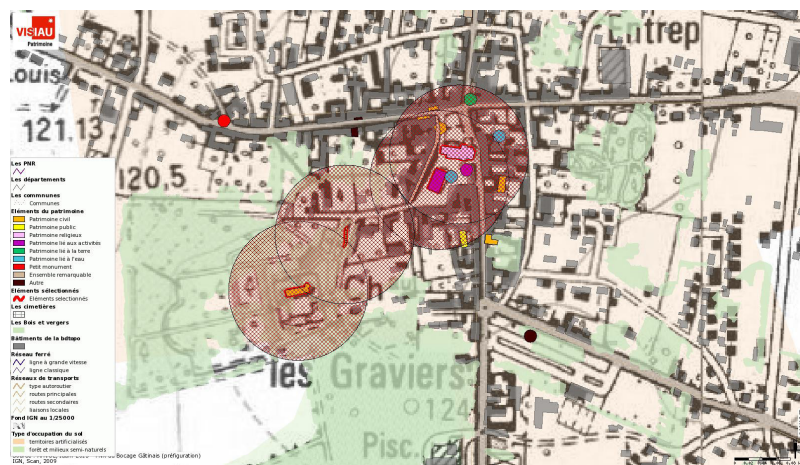 VISIAU
Patrimoine
Entrep
ouis
121.13
120.5
Ch
les Graviers
124
Pisc.
Les PNR
Les départements
Les communes
Communes
Eléments du patrimoine
Patrimoine civil
Patrimoine public
Patrimoine religieux
Patrimoine lié aux activités
Patrimoine lié à la terre
Patrimoine lié à l'eau
Petit monument
Ensemble remarquable
Autre
Eléments sélectionnés
Eléments selectionnés
Les cimetières
Les Bois et vergers
Bâtiments de la bdtopo
Réseau ferré
ligne à grande vitesse
ligne classique
Réseaux de transports
type autoroutier
routes principales
routes secondaires
liaisons locales
Fond IGN au 1/25000
Type d'occupation du sol
territoires artificialisés
forêt et milieux semi-naturels
du Bocage Gâtinais (préfiguration)
IGN, Scan, 2009